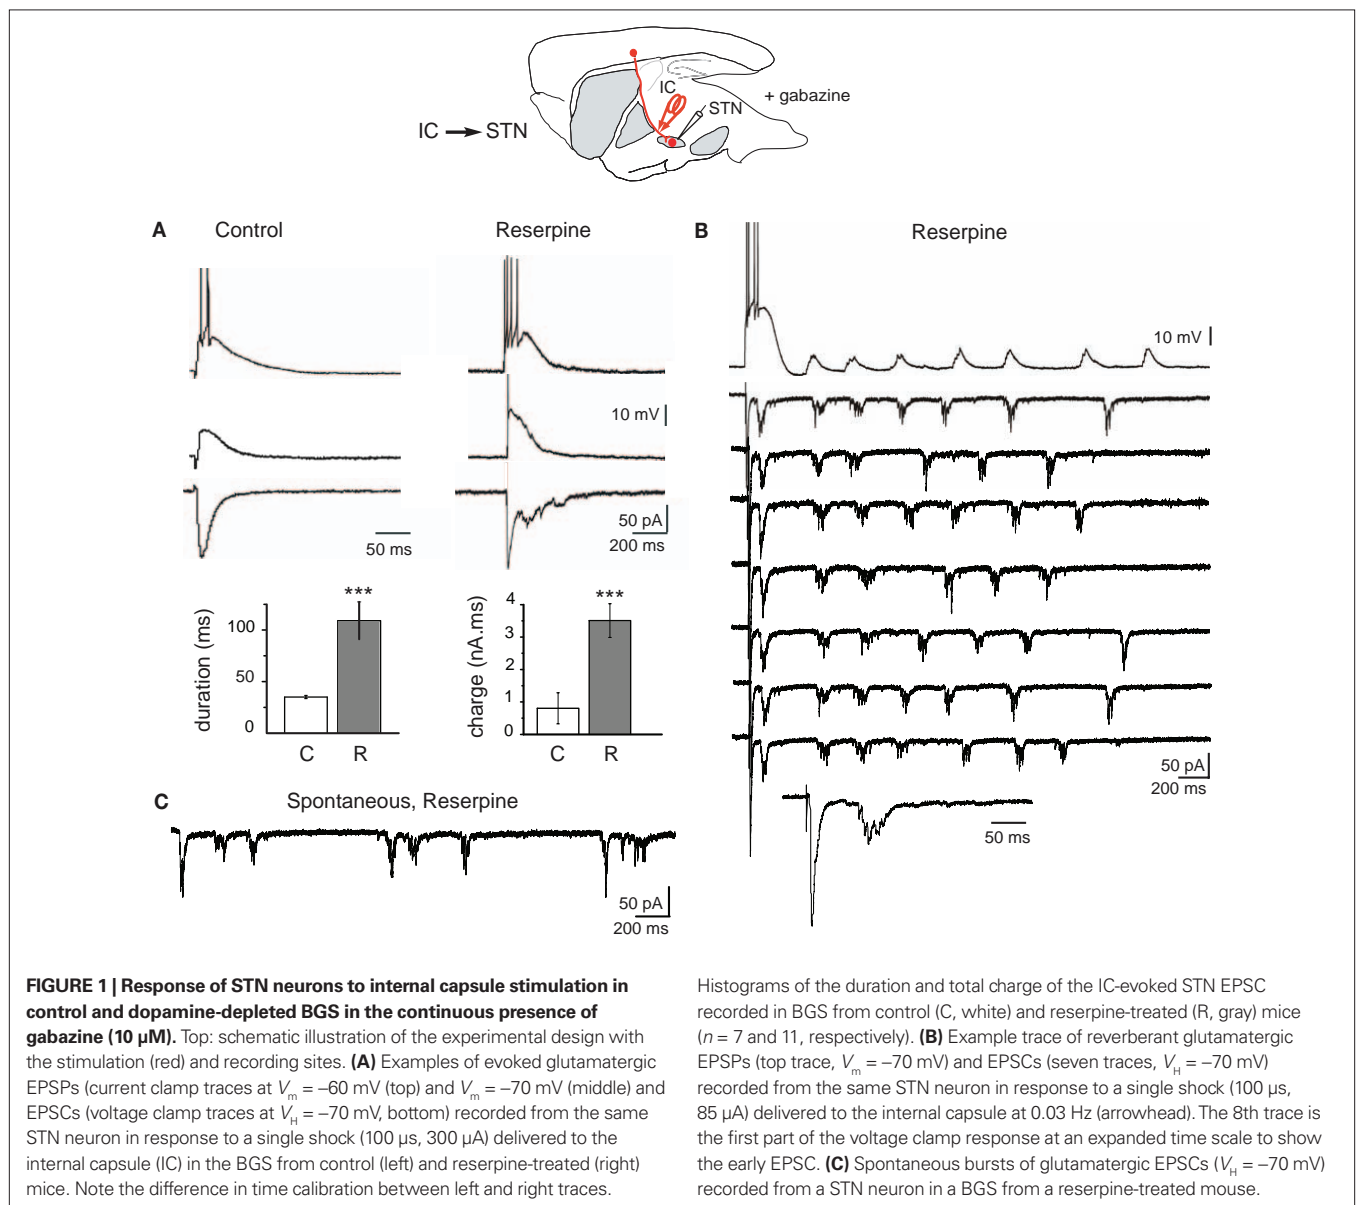 IC
STN
+ gabazine
IC → STN
A
Control
Reserpine
10 mV
50 pA
50 ms
200 ms
duration (ms)
100
50
0
***
C
R
charge (nA.ms)
4
3
2
1
0
***
C
R
B
Reserpine
10 mV
50 pA
200 ms
50 ms
C
Spontaneous, Reserpine
50 pA
200 ms
FIGURE 1 | Response of STN neurons to internal capsule stimulation in
control and dopamine-depleted BGS in the continuous presence of
gabazine (10 µM). Top: schematic illustration of the experimental design with
the stimulation (red) and recording sites. (A) Examples of evoked glutamatergic
EPSPs (current clamp traces at Vm = –60 mV (top) and Vm = –70 mV (middle) and
EPSCs (voltage clamp traces at VH = –70 mV, bottom) recorded from the same
STN neuron in response to a single shock (100 µs, 300 µA) delivered to the
internal capsule (IC) in the BGS from control (left) and reserpine-treated (right)
mice. Note the difference in time calibration between left and right traces.
Histograms of the duration and total charge of the IC-evoked STN EPSC
recorded in BGS from control (C, white) and reserpine-treated (R, gray) mice
(n = 7 and 11, respectively). (B) Example trace of reverberant glutamatergic
EPSPs (top trace, Vm = –70 mV) and EPSCs (seven traces, VH = –70 mV)
recorded from the same STN neuron in response to a single shock (100 µs,
85 µA) delivered to the internal capsule at 0.03 Hz (arrowhead). The 8th trace is
the first part of the voltage clamp response at an expanded time scale to show
the early EPSC. (C) Spontaneous bursts of glutamatergic EPSCs (VH = –70 mV)
recorded from a STN neuron in a BGS from a reserpine-treated mouse.